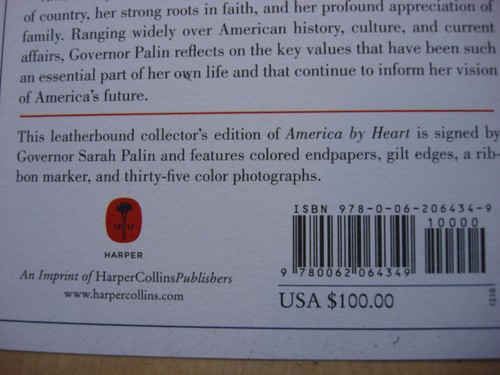 of country, her strong roots in faith, and her profound appreciation of
family. Ranging widely over American history, culture, and current
affairs, Governor Palin reflects on the key values that have been such
an essential part of her own life and that continue to inform her vision
of America's future.
This leatherbound collector's edition of America by Heart is signed by
Governor Sarah Palin and features colored endpapers, gilt edges, a rib-
bon marker, and thirty-five color photographs.
1817
HARPER
An Imprint of HarperCollinsPublishers
www.harpercollins.com
ISBN 978-0-06-206434-9
10000
9 780062 064349
USA $100.00
1210